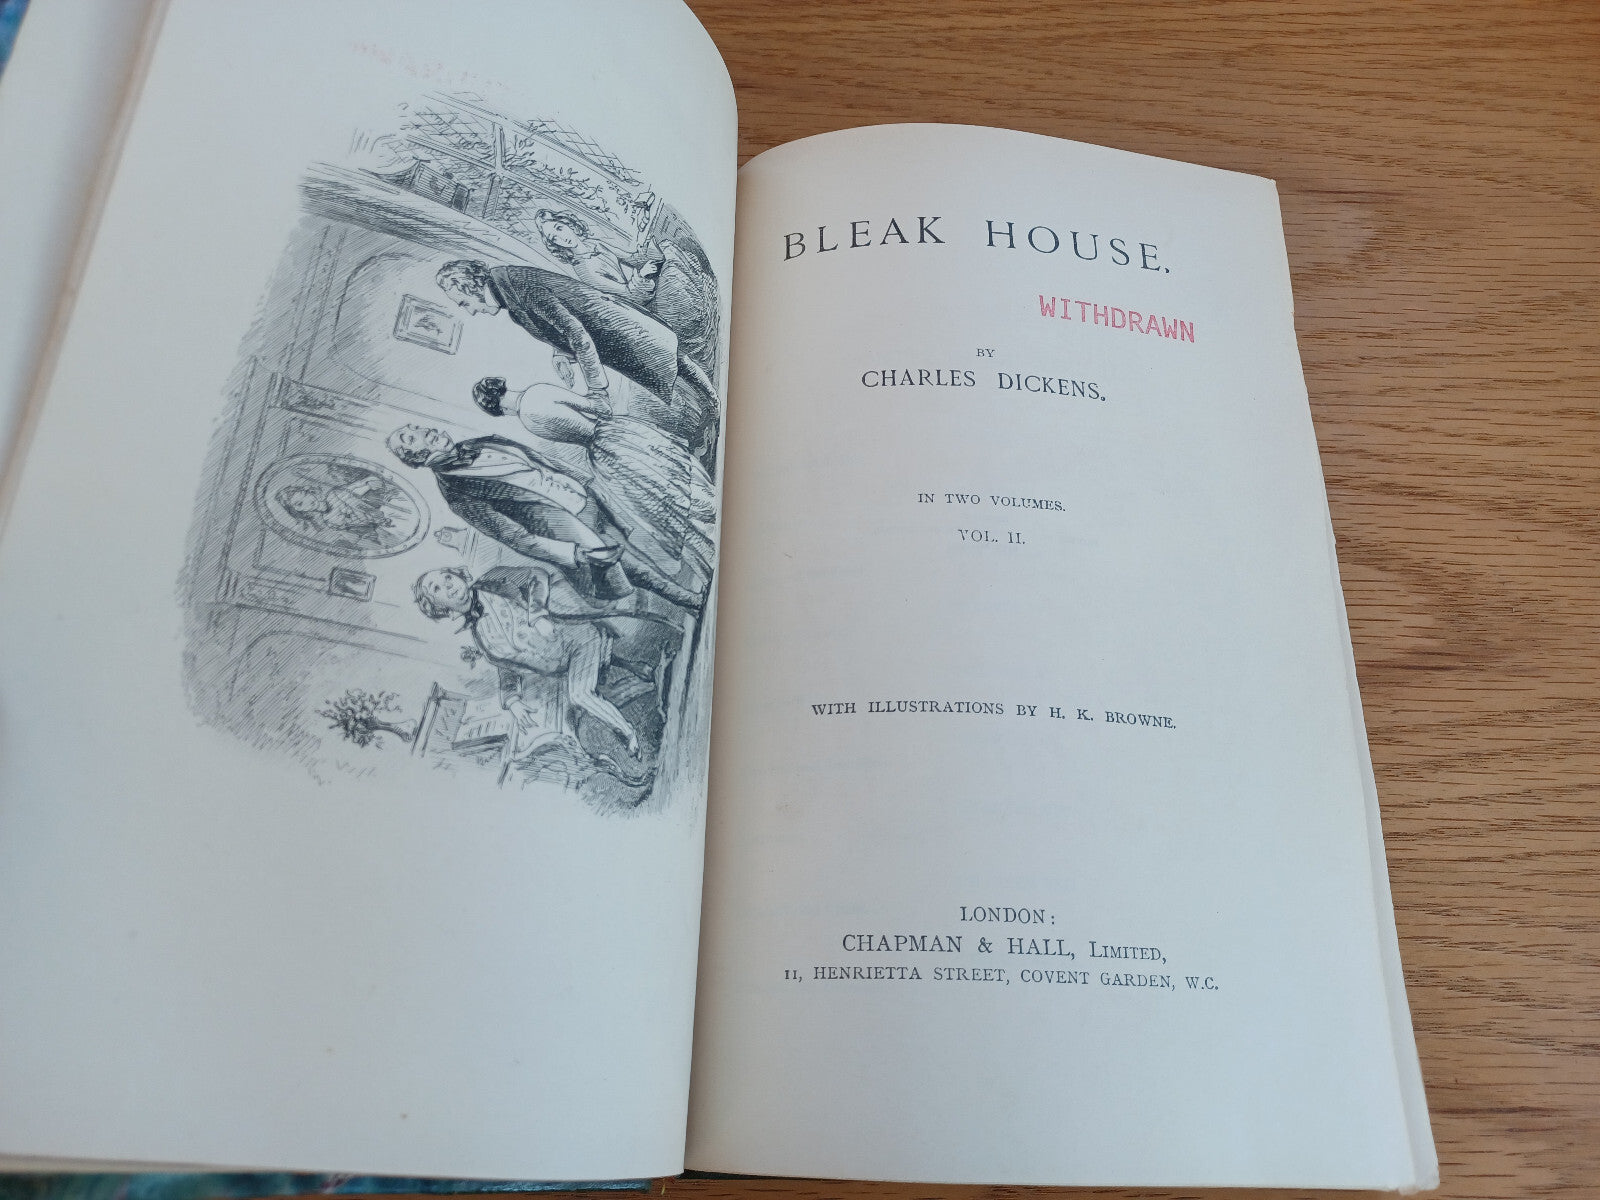 BLEAK HOUSE.
WITHDRAWN
BY
CHARLES DICKENS.
IN TWO VOLUMES.
VOL. II.
WITH ILLUSTRATIONS BY H. K. BROWNE.
LONDON:
CHAPMAN & HALL, LIMITED,
11, HENRIETTA STREET, COVENT GARDEN, W.C.